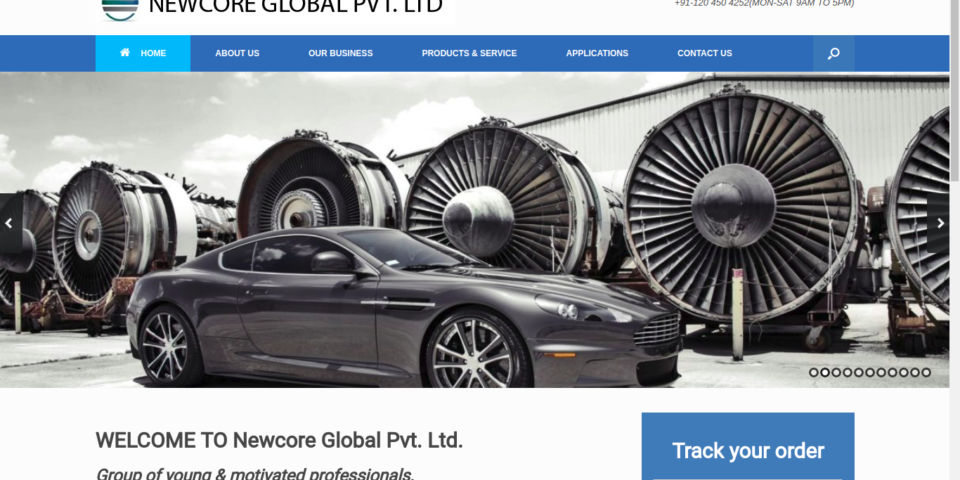 NEWCORE GLOBAL PVT. LTD
+91-120 450 4252(MON-SAT 9AM TO 5PM)
HOME ABOUT US OUR BUSINESS PRODUCTS & SERVICE APPLICATIONS CONTACT US
WELCOME TO Newcore Global Pvt. Ltd.
Group of young & motivated professionals.
Track your order